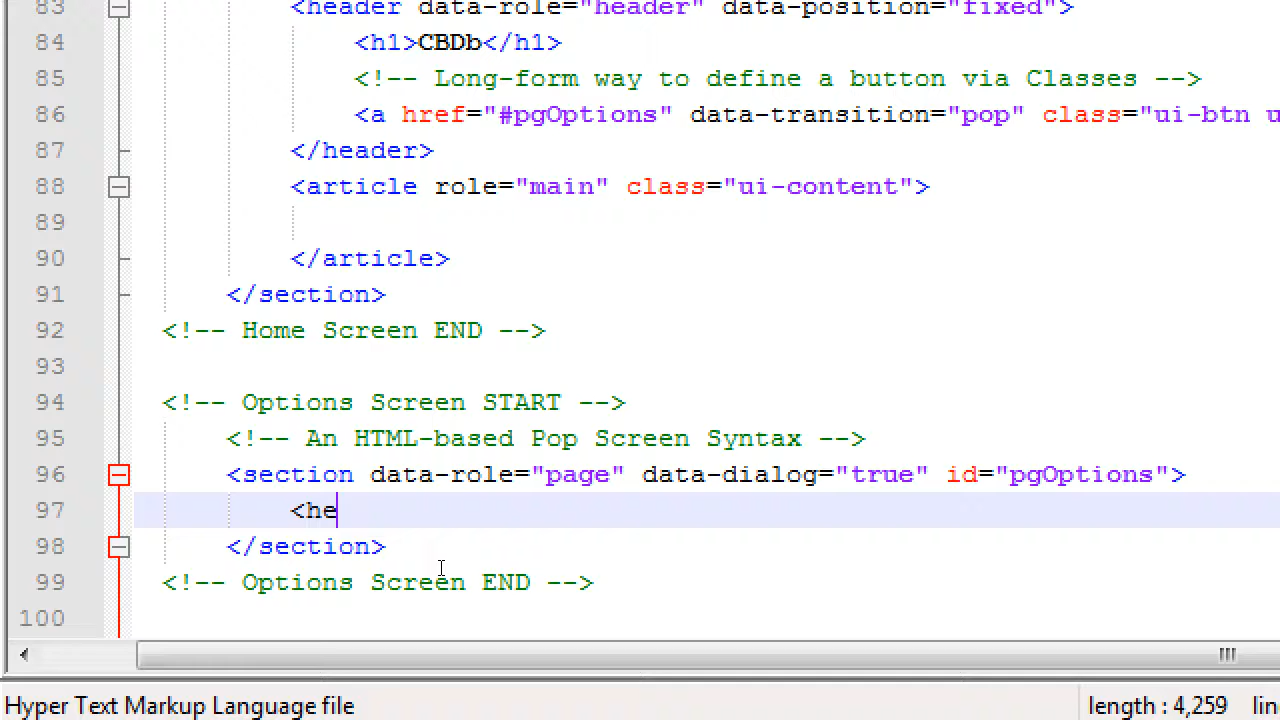 83 <header data-role="header" data-position="fixed">
84 <h1>CBDb</h1>
85 <!-- Long-form way to define a button via Classes -->
86 <a href="#pgOptions" data-transition="pop" class="ui-btn u
87 </header>
88 <article role="main" class="ui-content">
89
90 </article>
91 </section>
92 <!-- Home Screen END -->
93
94 <!-- Options Screen START -->
95 <!-- An HTML-based Pop Screen Syntax -->
96 <section data-role="page" data-dialog="true" id="pgOptions">
97 <he
98 </section>
99 <!-- Options Screen END -->
100
Hyper Text Markup Language file length : 4,259 lin